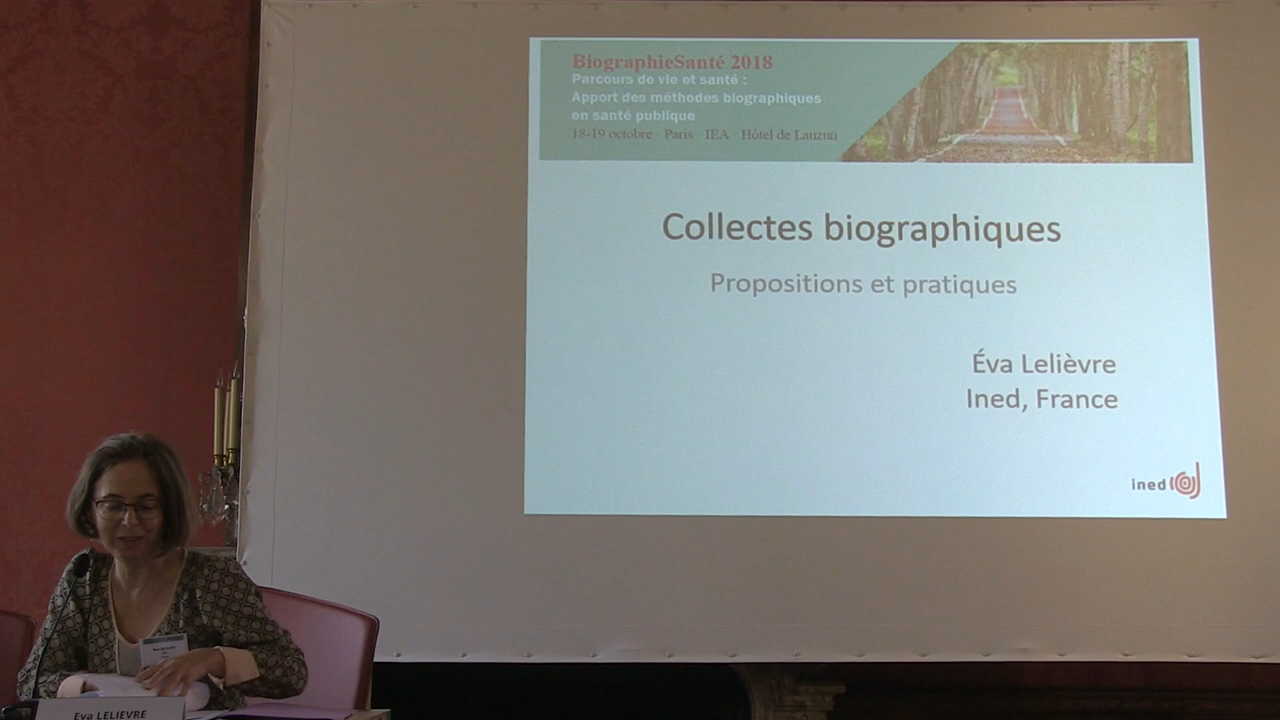 BiographieSanté 2018
Parcours de vie et santé :
Apport des méthodes biographiques
en santé publique
18-19 octobre - Paris - IEA - Hôtel de Lauzun
Collectes biographiques
Propositions et pratiques
Éva Lelièvre
Ined, France
ined
Eva LELIEVRE